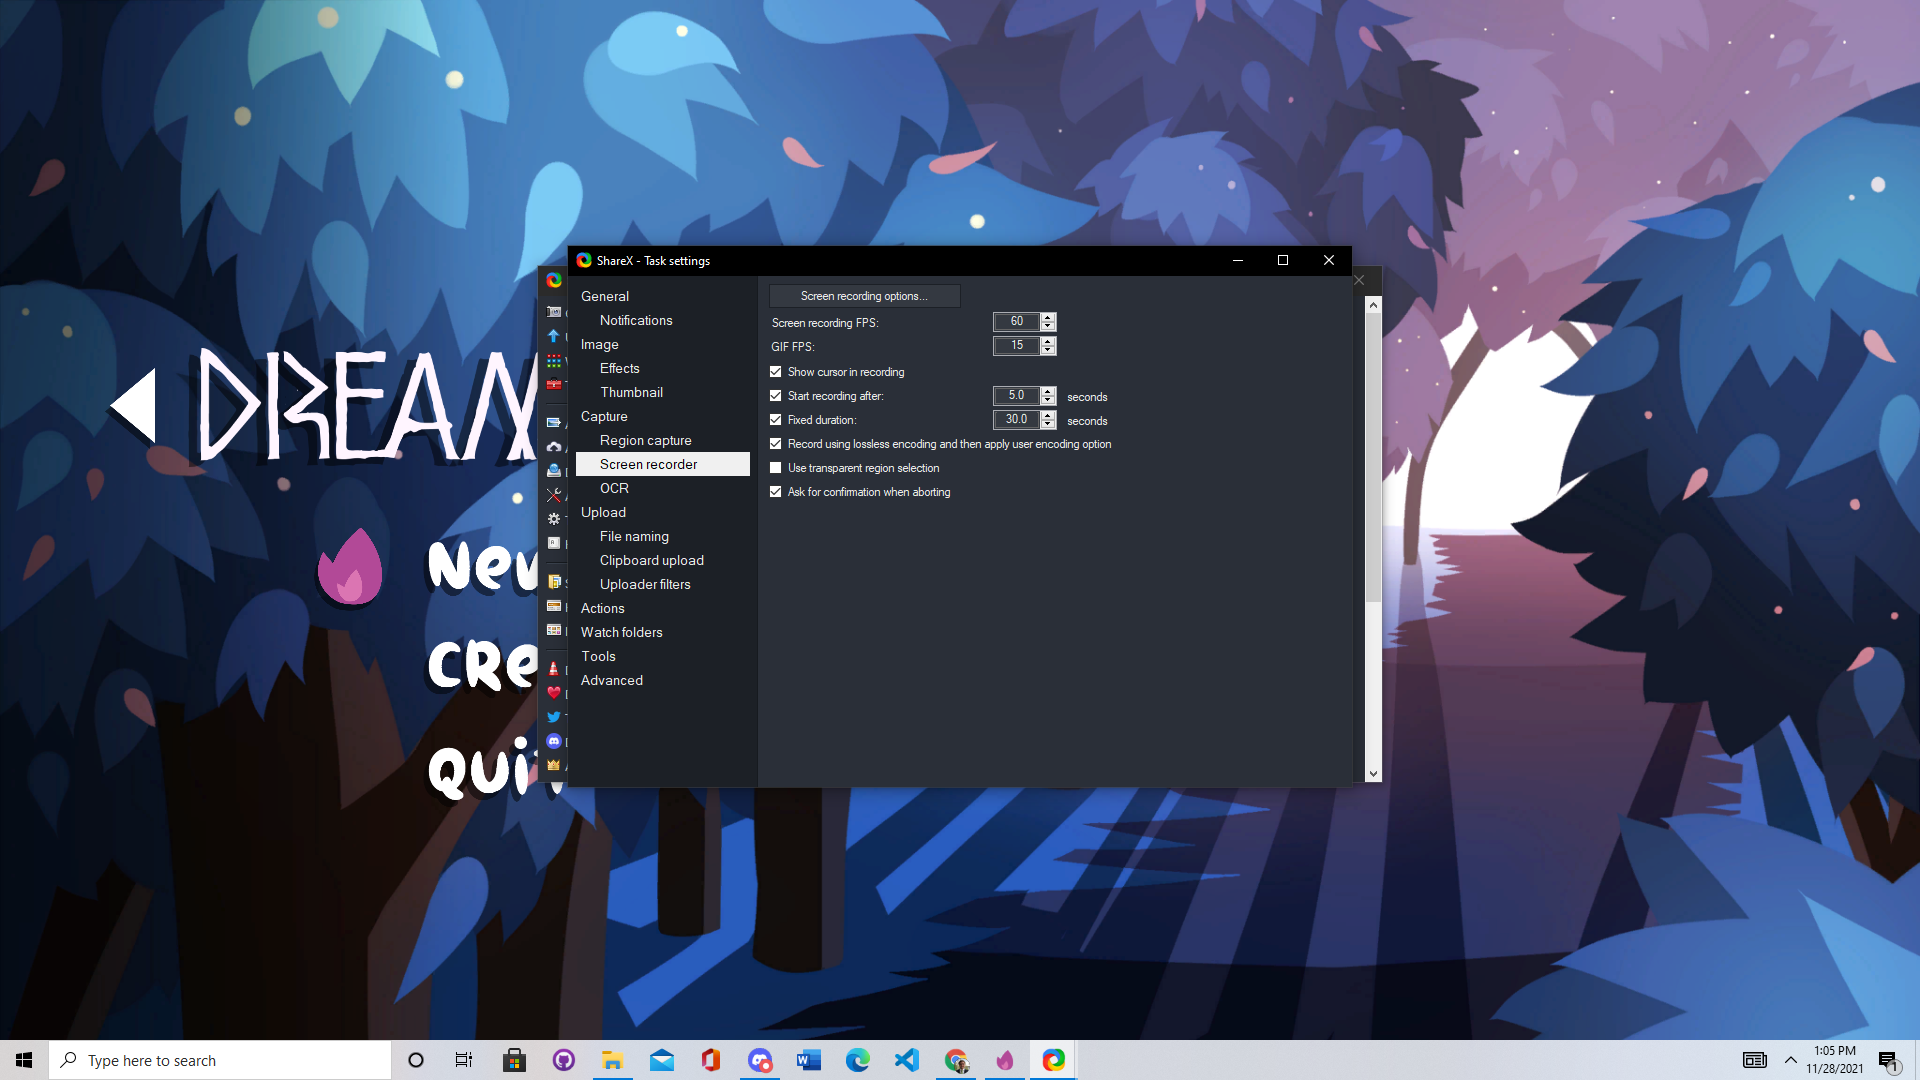 ShareX - Task settings
General
Notifications
Image
Effects
Thumbnail
Capture
Region capture
Screen recorder
OCR
Upload
File naming
Clipboard upload
Uploader filters
Actions
Watch folders
Tools
Advanced
Screen recording options...
Screen recording FPS: 60
GIF FPS: 15
Show cursor in recording
Start recording after: 5.0 seconds
Fixed duration: 30.0 seconds
Record using lossless encoding and then apply user encoding option
Use transparent region selection
Ask for confirmation when aborting
DREAM
New
CRe
QUiT
Type here to search
1:05 PM
11/28/2021
1